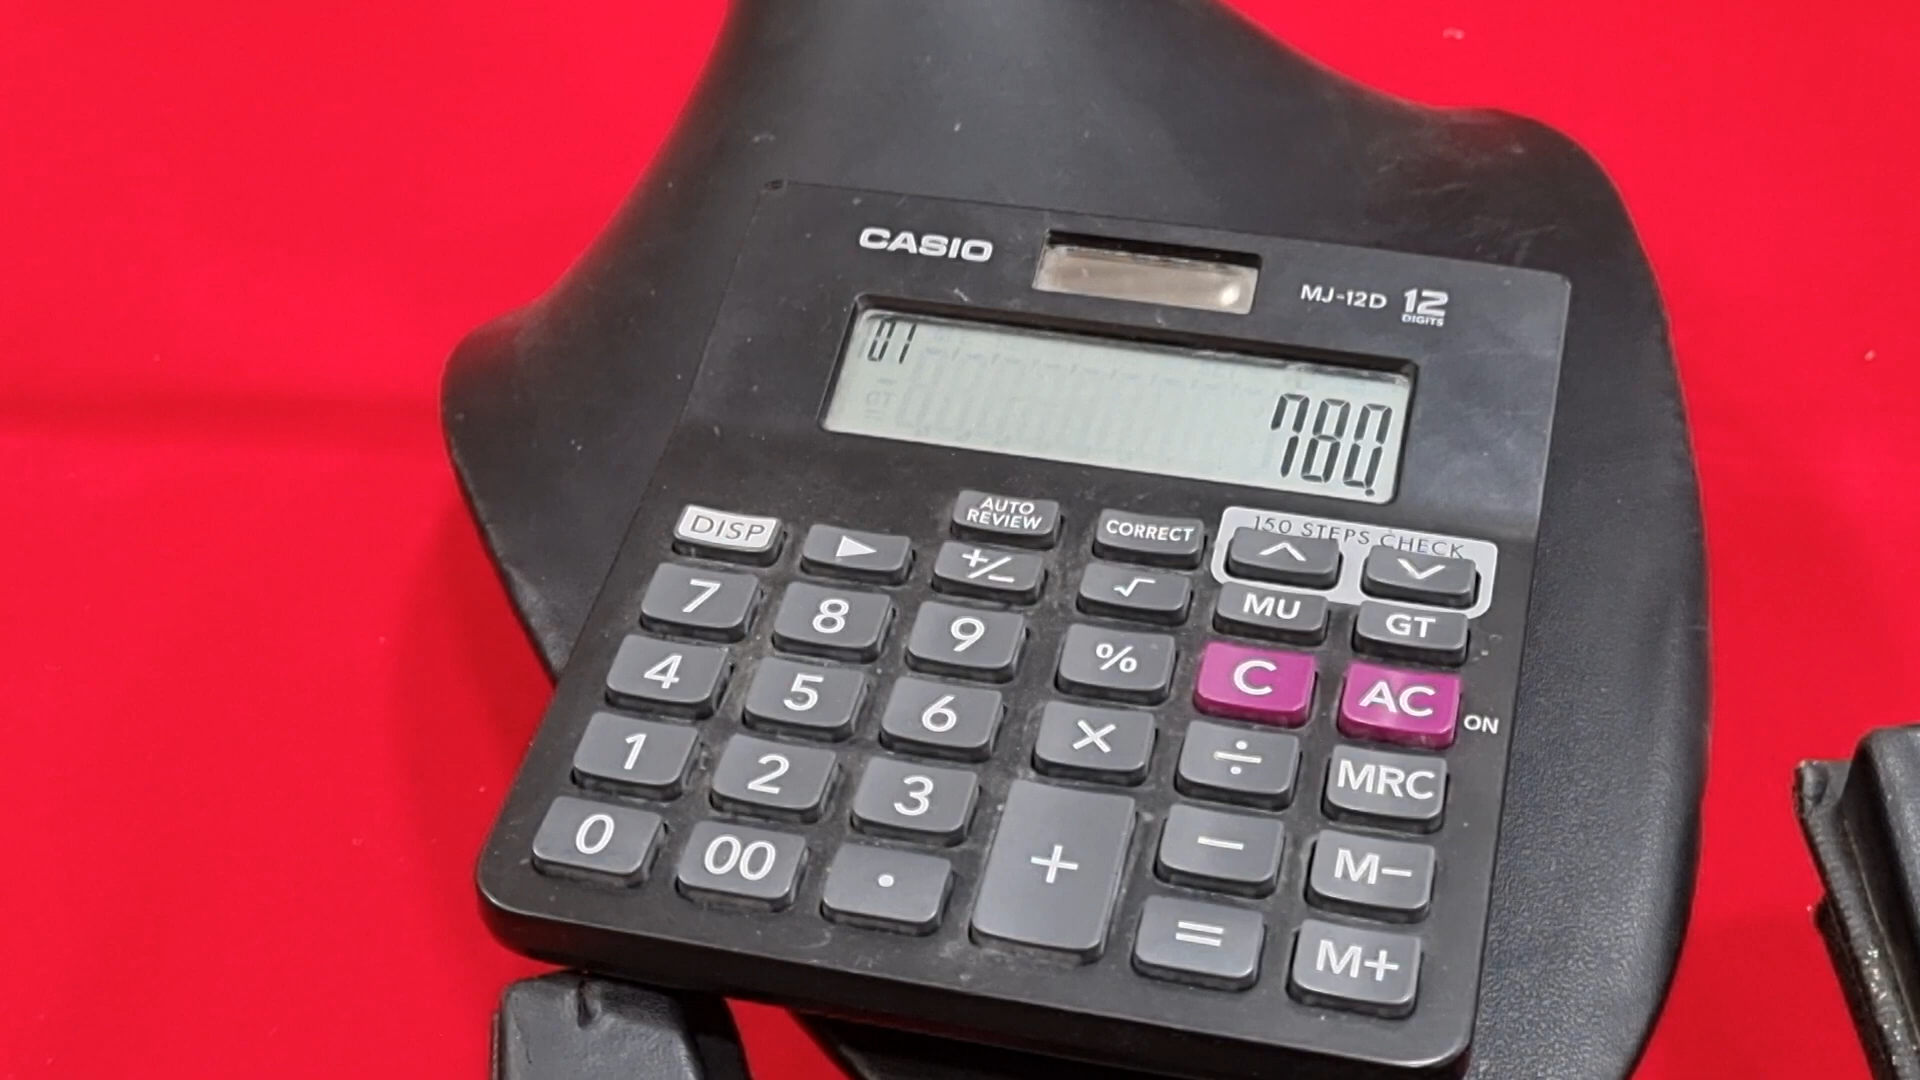 CASIO
MJ-12D 12
DIGITS
01
780.
DISP ▶ AUTO REVIEW CORRECT 150 STEPS CHECK
+/− √ MU GT
7 8 9 % C AC ON
4 5 6 × ÷ MRC
1 2 3 + − M−
0 00 · = M+